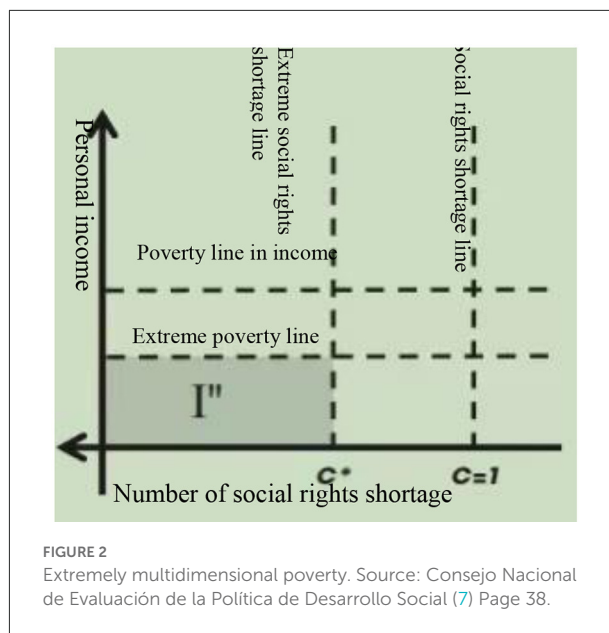 Extreme social rights
shortage line
Social rights shortage line
Personal income
Poverty line in income
Extreme poverty line
I"
C*
C=1
Number of social rights shortage
FIGURE 2
Extremely multidimensional poverty. Source: Consejo Nacional
de Evaluación de la Política de Desarrollo Social (7) Page 38.